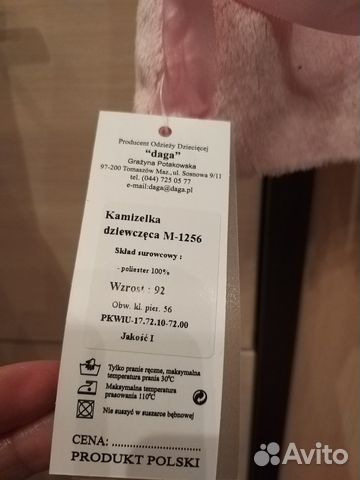 Producent Odzieży Dziecięcej
"daga"
Grażyna Potakowska
97-200 Tomaszów Maz., ul. Sosnowa 9/11
tel. (044) 725 05 77
e-mail:daga@daga.pl
Kamizelka
dziewczęca M-1256
Skład surowcowy :
- poliester 100%
Wzrost : 92
Obw. kl. pier. 56
PKWIU-17.72.10-72.00
Jakość I
Tylko pranie ręczne, maksymalna
temperatura prania 30°C
Maksymalna temperatura
prasowania 110°C
Nie suszyć w suszarce bębnowej
CENA:........................
PRODUKT POLSKI
Avito